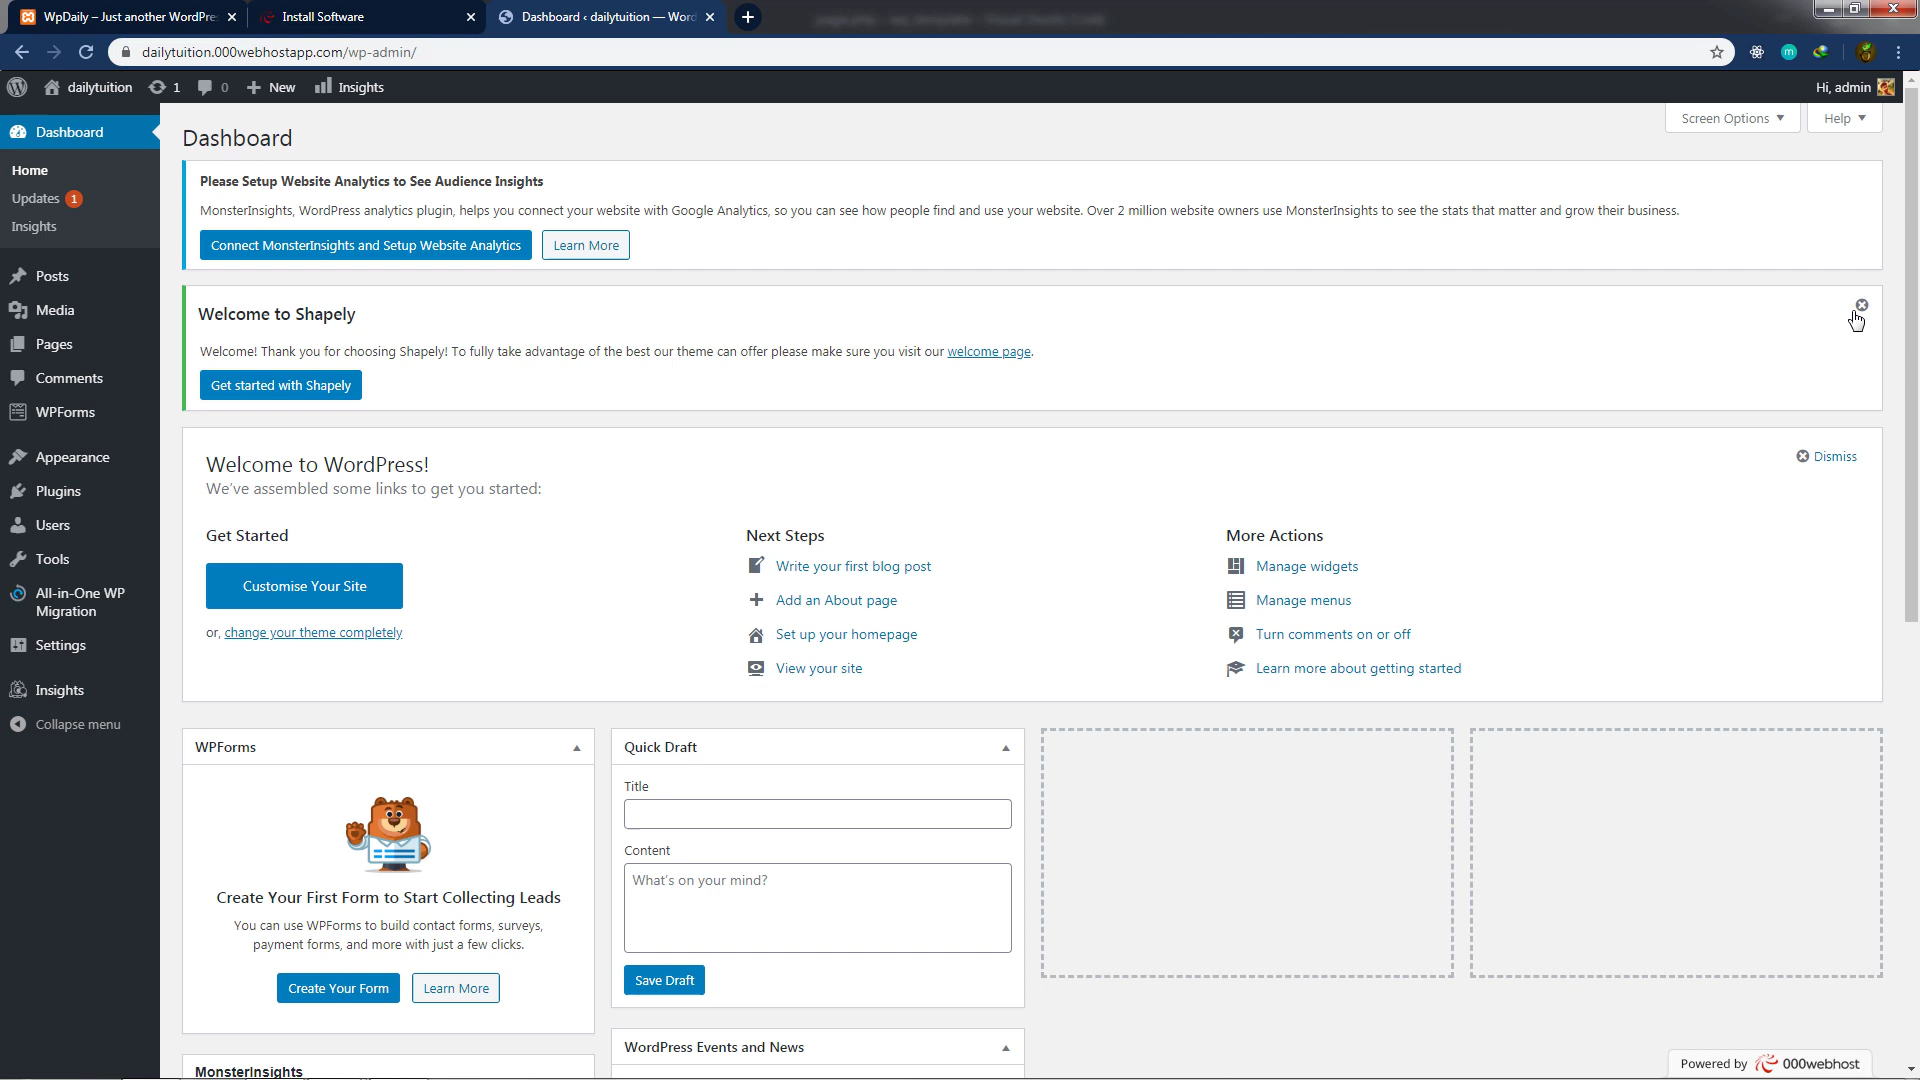 WpDaily – Just another WordPre
Install Software
Dashboard ‹ dailytuition — Wor
dailytuition.000webhostapp.com/wp-admin/
dailytuition
1
0
New
Insights
Hi, admin
Dashboard
Home
Updates 1
Insights
Posts
Media
Pages
Comments
WPForms
Appearance
Plugins
Users
Tools
All-in-One WP
Migration
Settings
Insights
Collapse menu
Screen Options
Help
Dashboard
Please Setup Website Analytics to See Audience Insights
MonsterInsights, WordPress analytics plugin, helps you connect your website with Google Analytics, so you can see how people find and use your website. Over 2 million website owners use MonsterInsights to see the stats that matter and grow their business.
Connect MonsterInsights and Setup Website Analytics
Learn More
Welcome to Shapely
Welcome! Thank you for choosing Shapely! To fully take advantage of the best our theme can offer please make sure you visit our welcome page.
Get started with Shapely
Welcome to WordPress!
Dismiss
We've assembled some links to get you started:
Get Started
Customise Your Site
or, change your theme completely
Next Steps
Write your first blog post
Add an About page
Set up your homepage
View your site
More Actions
Manage widgets
Manage menus
Turn comments on or off
Learn more about getting started
WPForms
Create Your First Form to Start Collecting Leads
You can use WPForms to build contact forms, surveys,
payment forms, and more with just a few clicks.
Create Your Form
Learn More
MonsterInsights
Quick Draft
Title
Content
What's on your mind?
Save Draft
WordPress Events and News
Powered by 000webhost